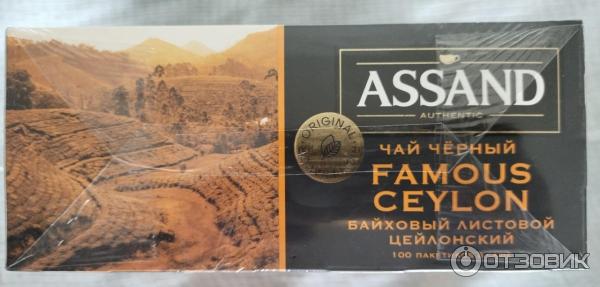 ASSAND
AUTHENTIC
ORIGINAL
ЧАЙ ЧЁРНЫЙ
FAMOUS
CEYLON
БАЙХОВЫЙ ЛИСТОВОЙ
ЦЕЙЛОНСКИЙ
100
ОТЗОВИК